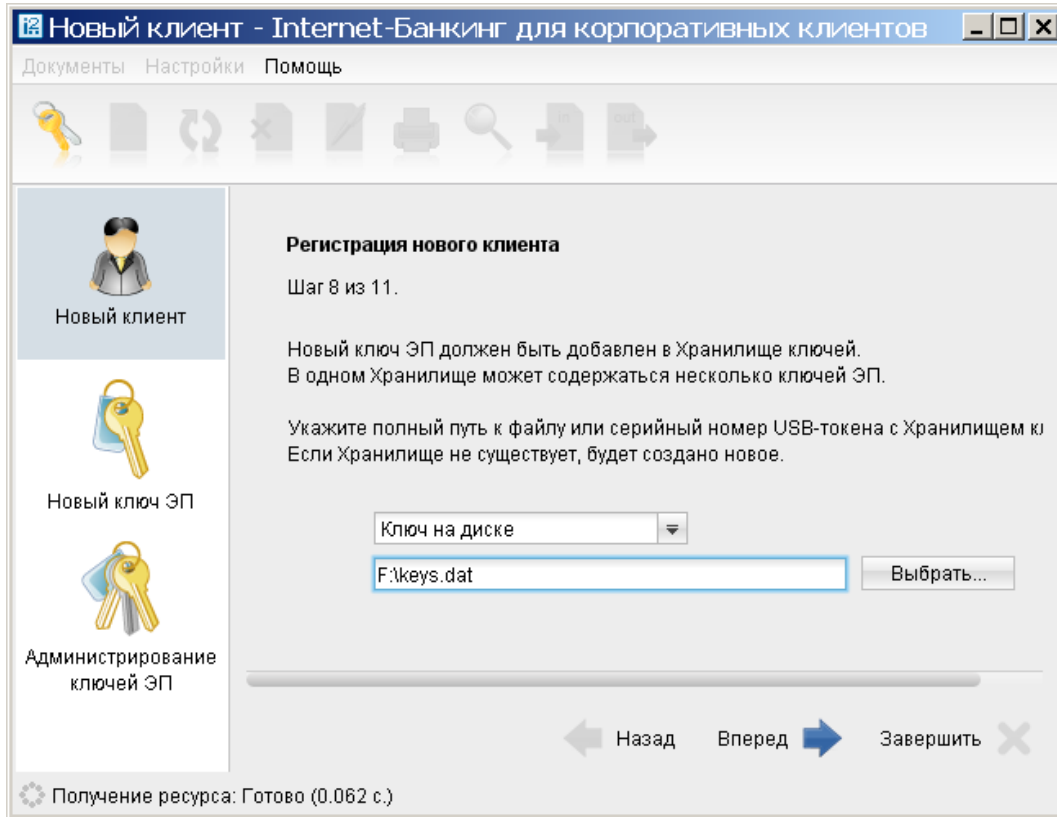 Новый клиент - Internet-Банкинг для корпоративных клиентов
Документы Настройки Помощь
in out
Новый клиент
Новый ключ ЭП
Администрирование
ключей ЭП
Регистрация нового клиента
Шаг 8 из 11.
Новый ключ ЭП должен быть добавлен в Хранилище ключей.
В одном Хранилище может содержаться несколько ключей ЭП.
Укажите полный путь к файлу или серийный номер USB-токена с Хранилищем кл
Если Хранилище не существует, будет создано новое.
Ключ на диске
F:\keys.dat Выбрать...
Назад Вперед Завершить
Получение ресурса: Готово (0.062 с.)